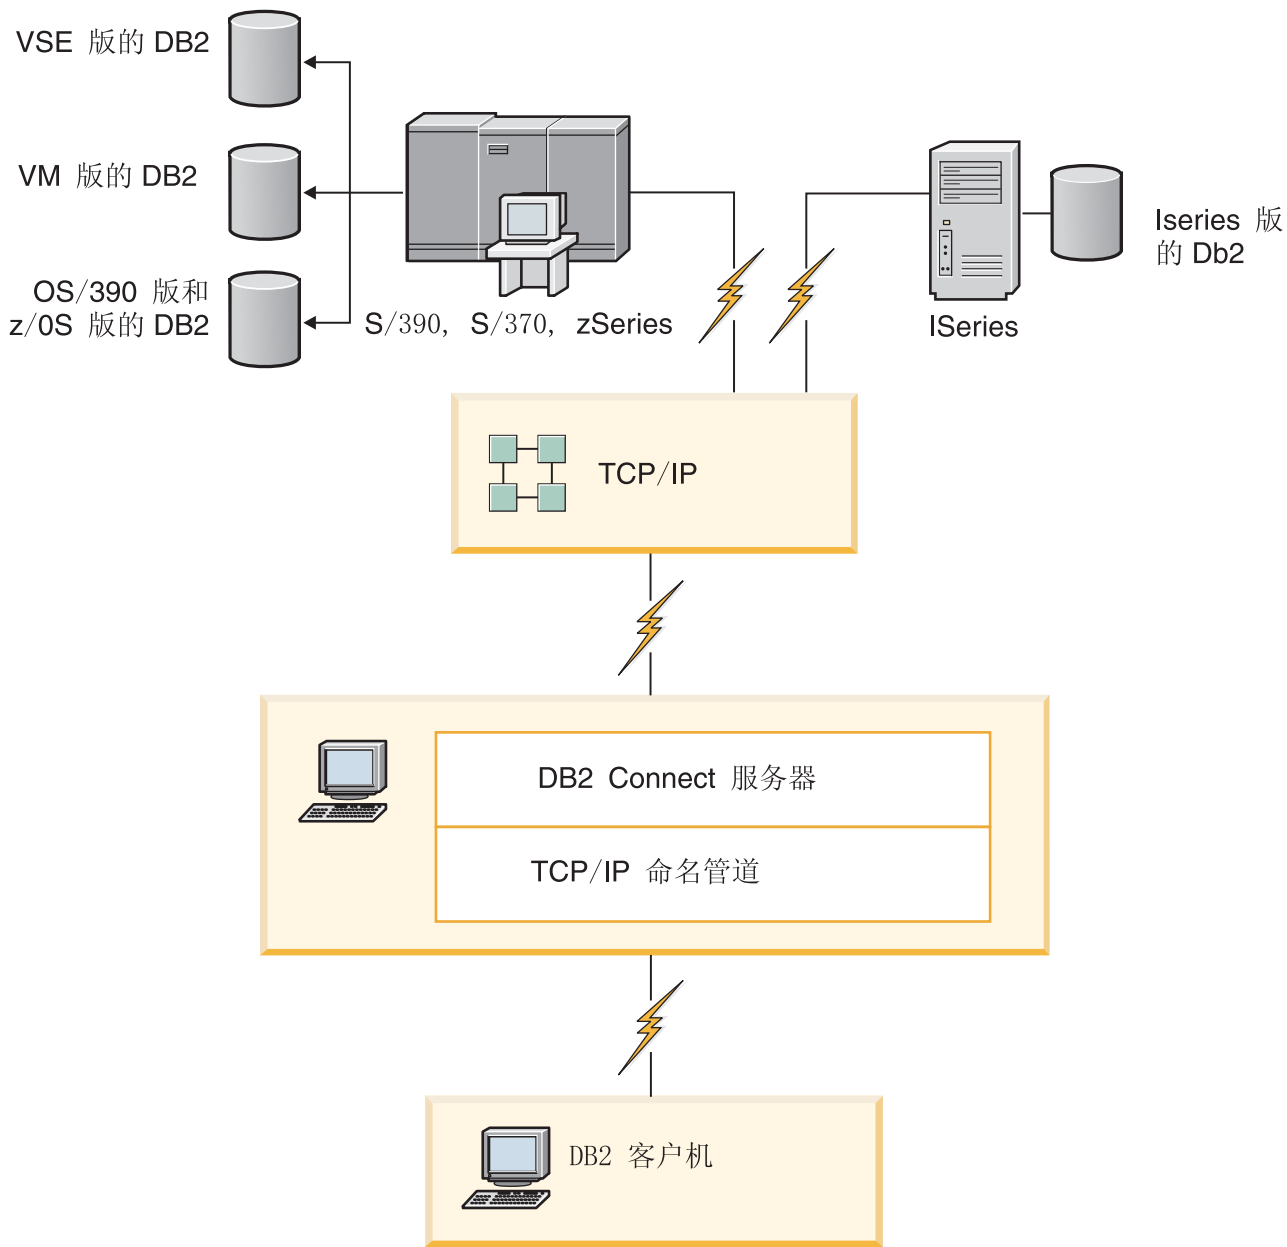 VSE 版的 DB2
VM 版的 DB2
OS/390 版和
z/0S 版的 DB2
S/390, S/370, zSeries
ISeries
Iseries 版
的 Db2
TCP/IP
DB2 Connect 服务器
TCP/IP 命名管道
DB2 客户机